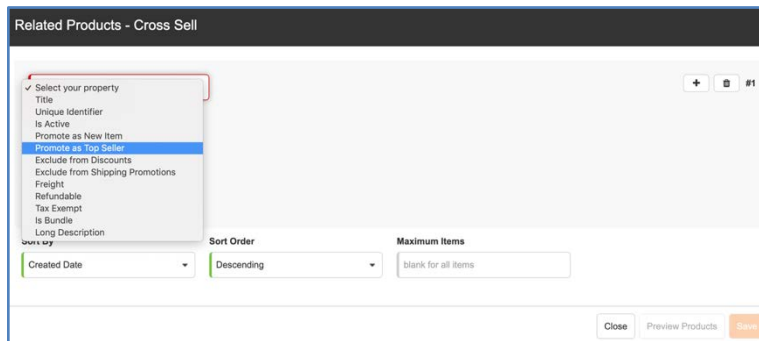 Related Products - Cross Sell
✓ Select your property
Title
Unique Identifier
Is Active
Promote as New Item
Promote as Top Seller
Exclude from Discounts
Exclude from Shipping Promotions
Freight
Refundable
Tax Exempt
Is Bundle
Long Description
+ #1
Sort By Sort Order Maximum Items
Created Date Descending blank for all items
Close Preview Products Save